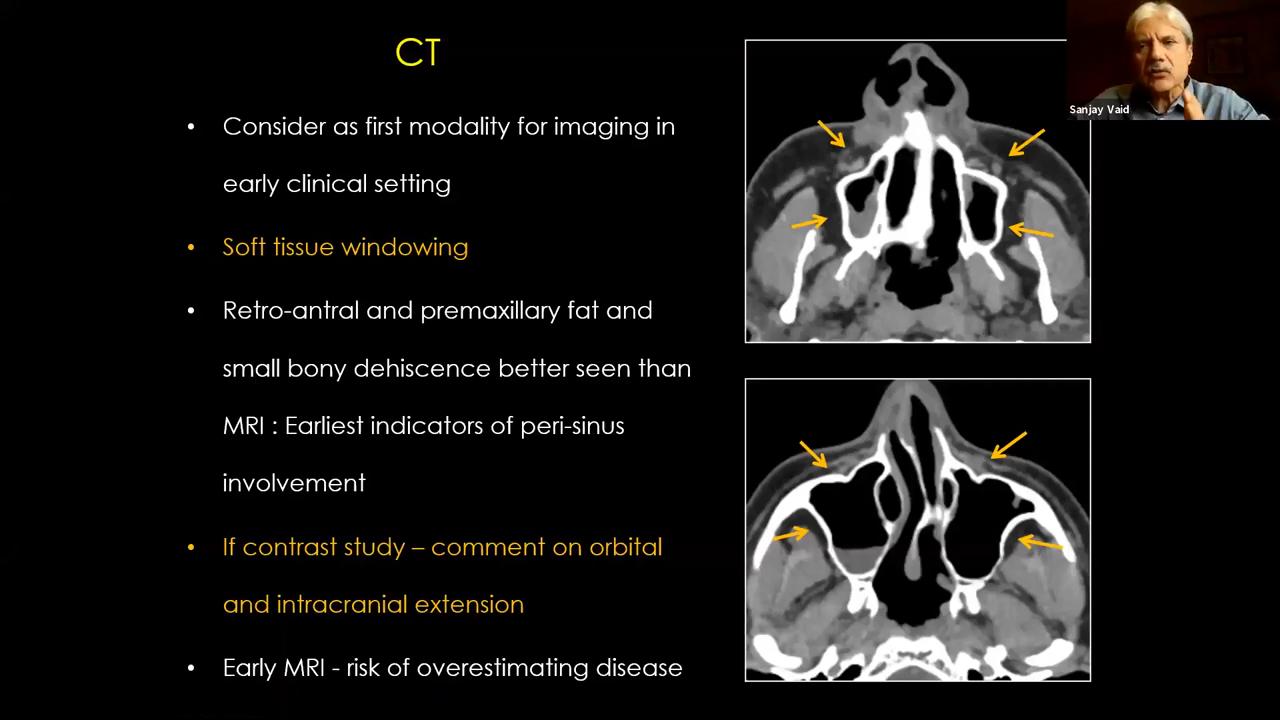 CT
• Consider as first modality for imaging in
early clinical setting
• Soft tissue windowing
• Retro-antral and premaxillary fat and
small bony dehiscence better seen than
MRI : Earliest indicators of peri-sinus
involvement
• If contrast study – comment on orbital
and intracranial extension
• Early MRI - risk of overestimating disease
Sanjay Vaid